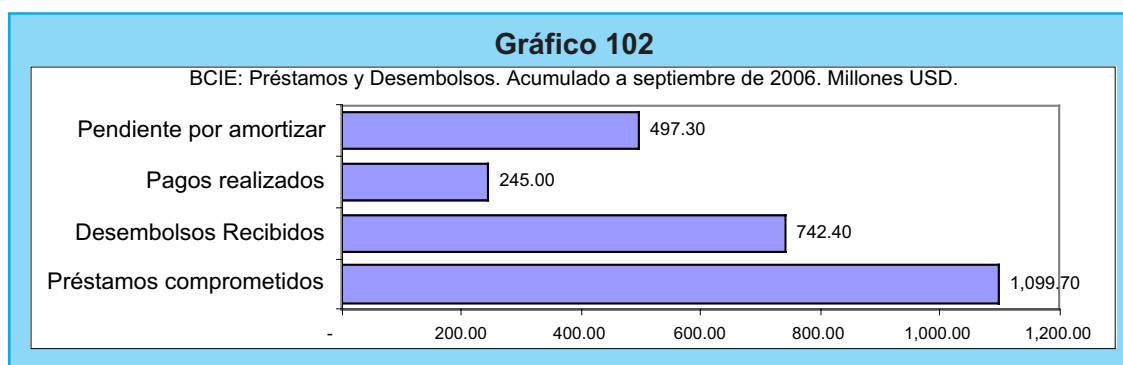 Gráfico 102
BCIE: Préstamos y Desembolsos. Acumulado a septiembre de 2006. Millones USD.
Pendiente por amortizar 497.30
Pagos realizados 245.00
Desembolsos Recibidos 742.40
Préstamos comprometidos 1,099.70
- 200.00 400.00 600.00 800.00 1,000.00 1,200.00